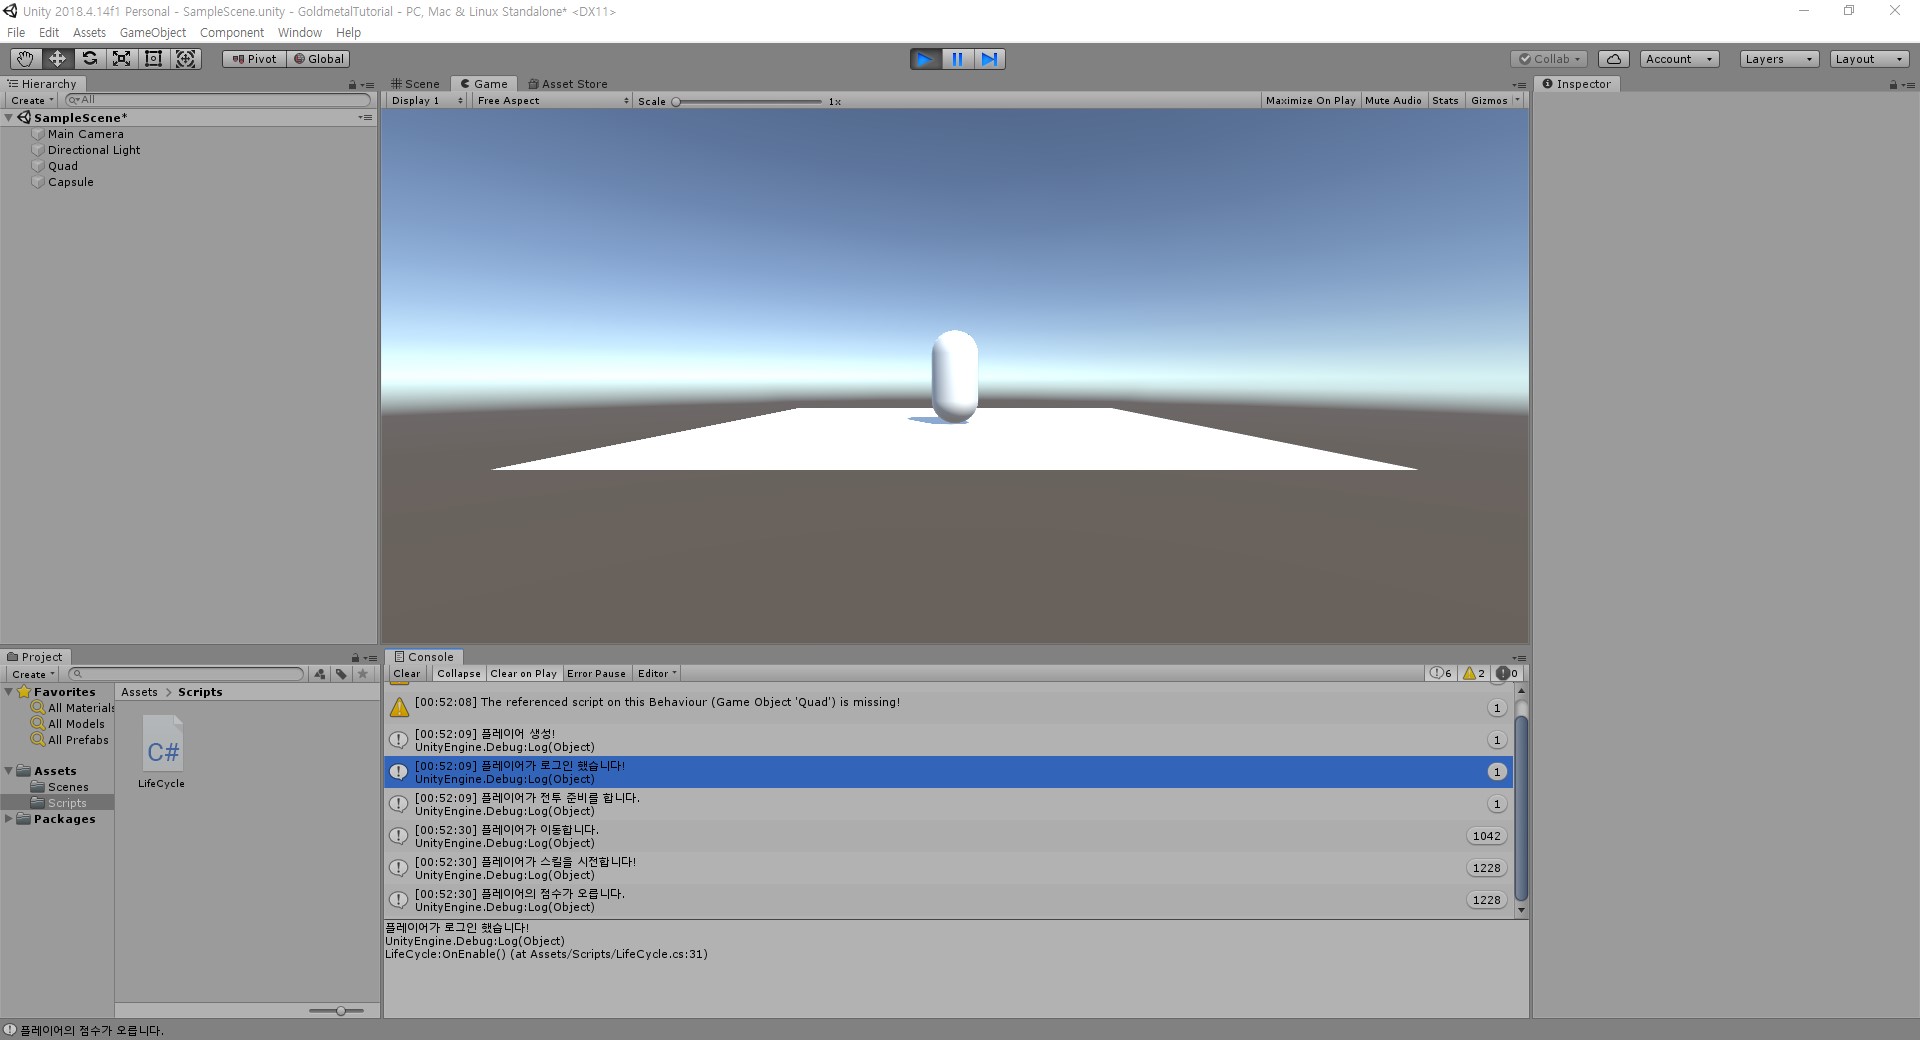 Unity 2018.4.14f1 Personal - SampleScene.unity - GoldmetalTutorial - PC, Mac & Linux Standalone* <DX11>
File Edit Assets GameObject Component Window Help
Pivot Global Collab Account Layers Layout
Hierarchy
Create All
SampleScene*
Main Camera
Directional Light
Quad
Capsule
Scene Game Asset Store
Display 1 Free Aspect Scale 1x Maximize On Play Mute Audio Stats Gizmos
Inspector
Project
Create
Favorites
All Materials
All Models
All Prefabs
Assets
Scenes
Scripts
Packages
Assets > Scripts
C#
LifeCycle
Console
Clear Collapse Clear on Play Error Pause Editor 6 2 0
[00:52:08] The referenced script on this Behaviour (Game Object 'Quad') is missing! 1
[00:52:09] 플레이어 생성!
UnityEngine.Debug:Log(Object) 1
[00:52:09] 플레이어가 로그인 했습니다!
UnityEngine.Debug:Log(Object) 1
[00:52:09] 플레이어가 전투 준비를 합니다.
UnityEngine.Debug:Log(Object) 1
[00:52:30] 플레이어가 이동합니다.
UnityEngine.Debug:Log(Object) 1042
[00:52:30] 플레이어가 스킬을 시전합니다!
UnityEngine.Debug:Log(Object) 1228
[00:52:30] 플레이어의 점수가 오릅니다.
UnityEngine.Debug:Log(Object) 1228
플레이어가 로그인 했습니다!
UnityEngine.Debug:Log(Object)
LifeCycle:OnEnable() (at Assets/Scripts/LifeCycle.cs:31)
플레이어의 점수가 오릅니다.